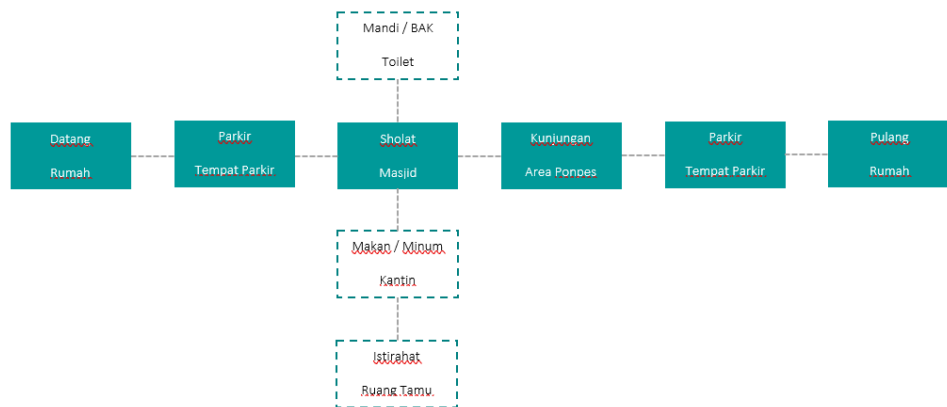 Mandi / BAK
Toilet
Datang
Rumah
Parkir
Tempat Parkir
Sholat
Masjid
Kunjungan
Area Ponpes
Parkir
Tempat Parkir
Pulang
Rumah
Makan / Minum
Kantin
Istirahat
Ruang Tamu